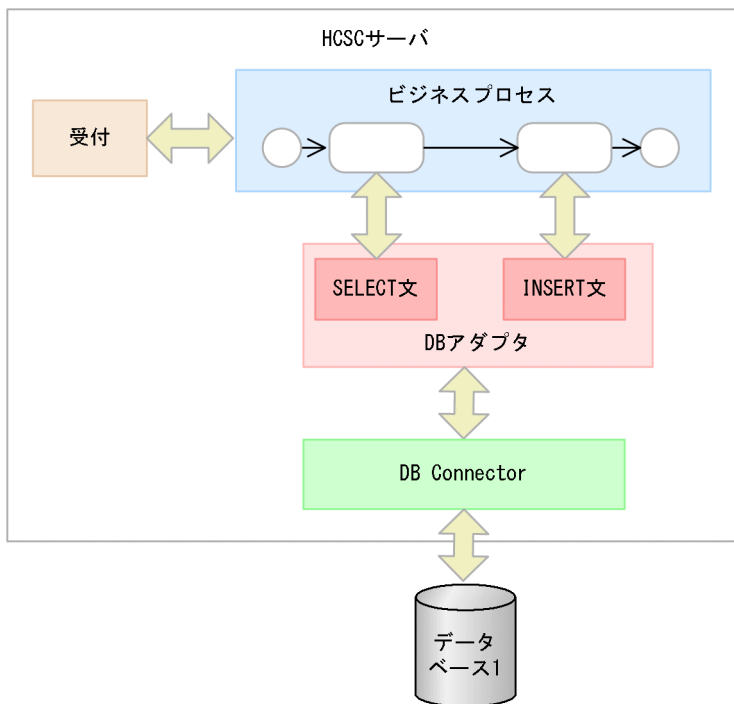 HCSCサーバ
ビジネスプロセス
受付
SELECT文
INSERT文
DBアダプタ
DB Connector
データ
ベース1